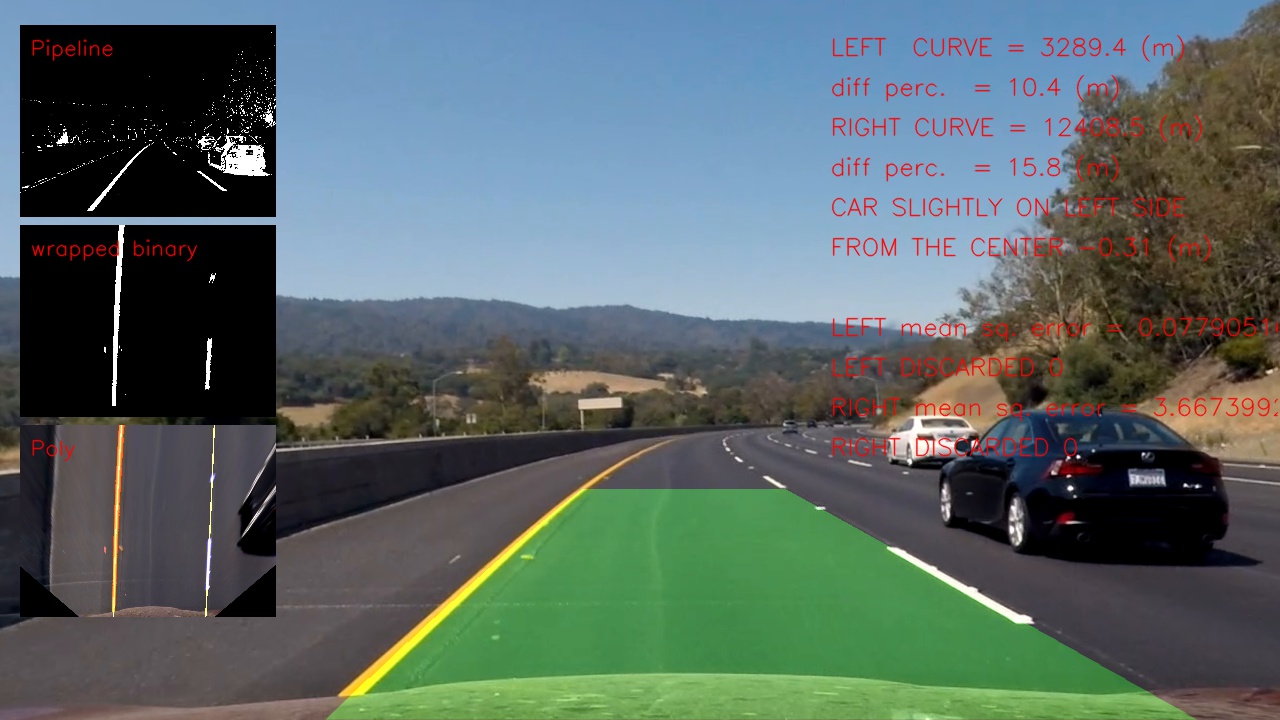 Pipeline
wrapped binary
Poly
LEFT CURVE = 3289.4 (m)
diff perc. = 10.4 (m)
RIGHT CURVE = 12408.5 (m)
diff perc. = 15.8 (m)
CAR SLIGHTLY ON LEFT SIDE
FROM THE CENTER -0.31 (m)
LEFT mean sq. error = 0.0779051
LEFT DISCARDED 0
RIGHT mean sq. error = 3.667399
RIGHT DISCARDED 0